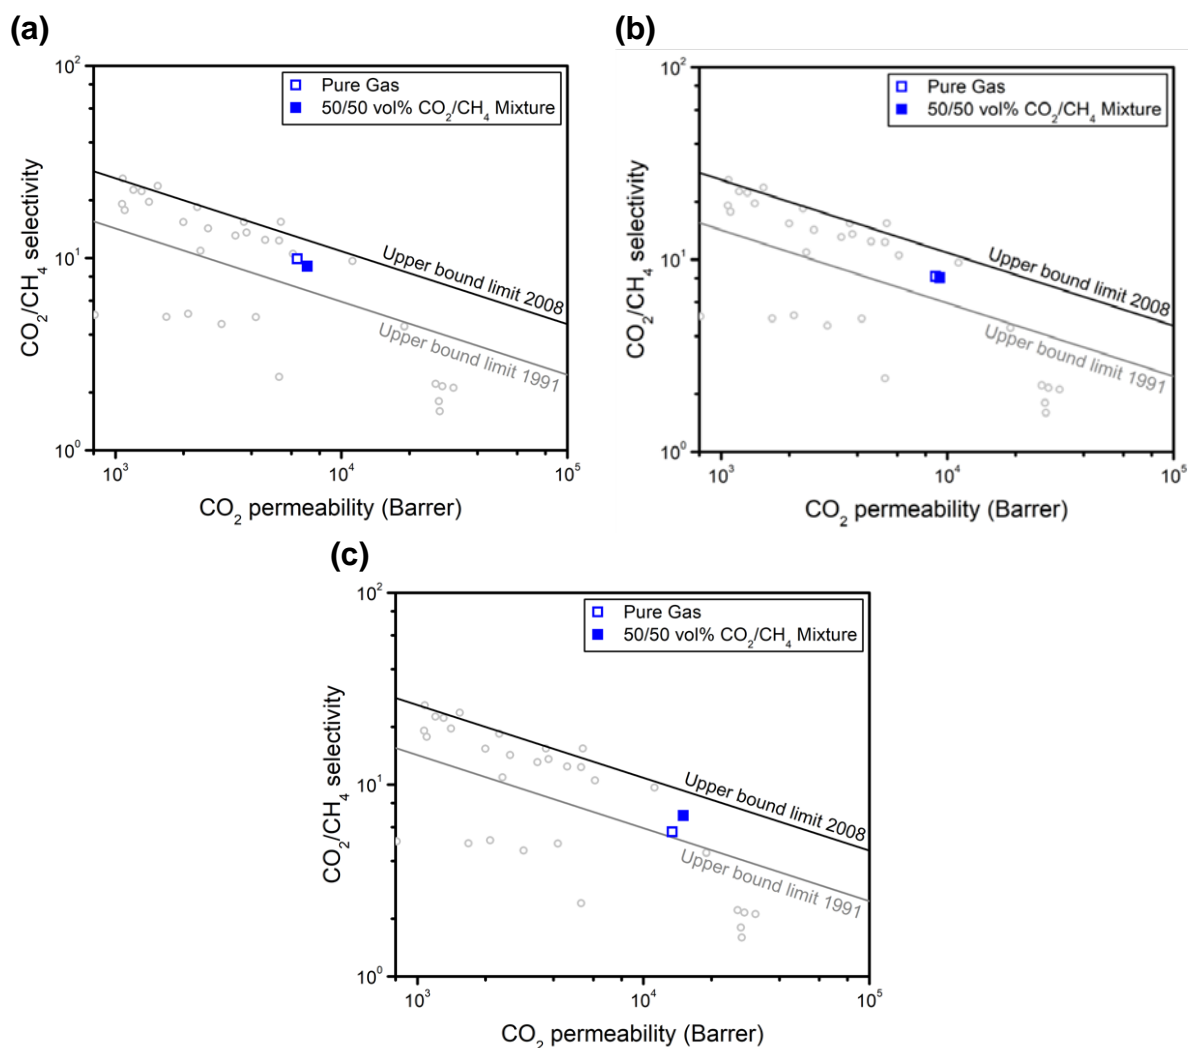 (a)
10²
Pure Gas
50/50 vol% CO₂/CH₄ Mixture
CO₂/CH₄ selectivity
10¹
Upper bound limit 2008
Upper bound limit 1991
10⁰
10³
10⁴
10⁵
CO₂ permeability (Barrer)
(b)
10²
Pure Gas
50/50 vol% CO₂/CH₄ Mixture
CO₂/CH₄ selectivity
10¹
Upper bound limit 2008
Upper bound limit 1991
10⁰
10³
10⁴
10⁵
CO₂ permeability (Barrer)
(c)
10²
Pure Gas
50/50 vol% CO₂/CH₄ Mixture
CO₂/CH₄ selectivity
10¹
Upper bound limit 2008
Upper bound limit 1991
10⁰
10³
10⁴
10⁵
CO₂ permeability (Barrer)